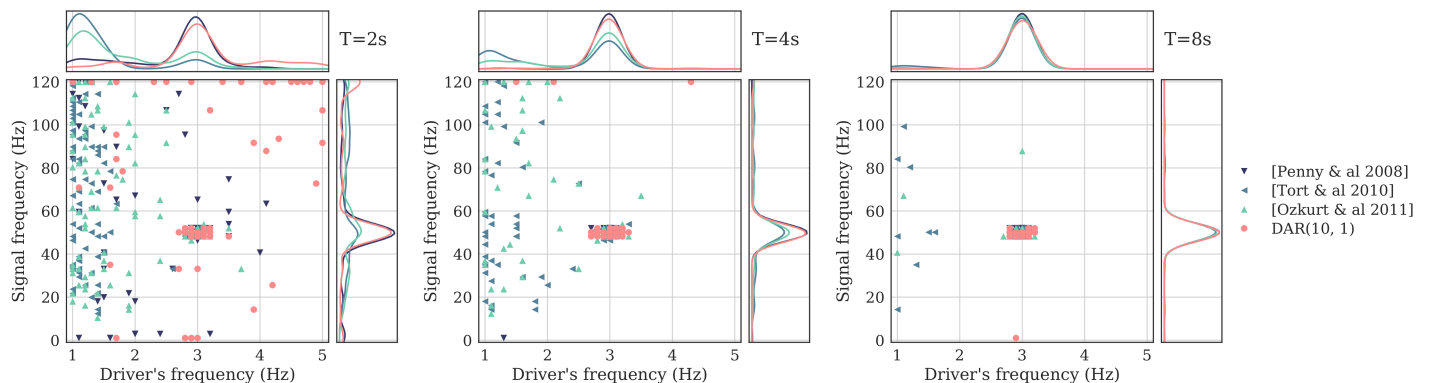 T=2s
T=4s
T=8s
120
100
80
60
40
20
0
Signal frequency (Hz)
1
2
3
4
5
Driver's frequency (Hz)
120
100
80
60
40
20
0
Signal frequency (Hz)
1
2
3
4
5
Driver's frequency (Hz)
120
100
80
60
40
20
0
Signal frequency (Hz)
1
2
3
4
5
Driver's frequency (Hz)
[Penny & al 2008]
[Tort & al 2010]
[Ozkurt & al 2011]
DAR(10, 1)